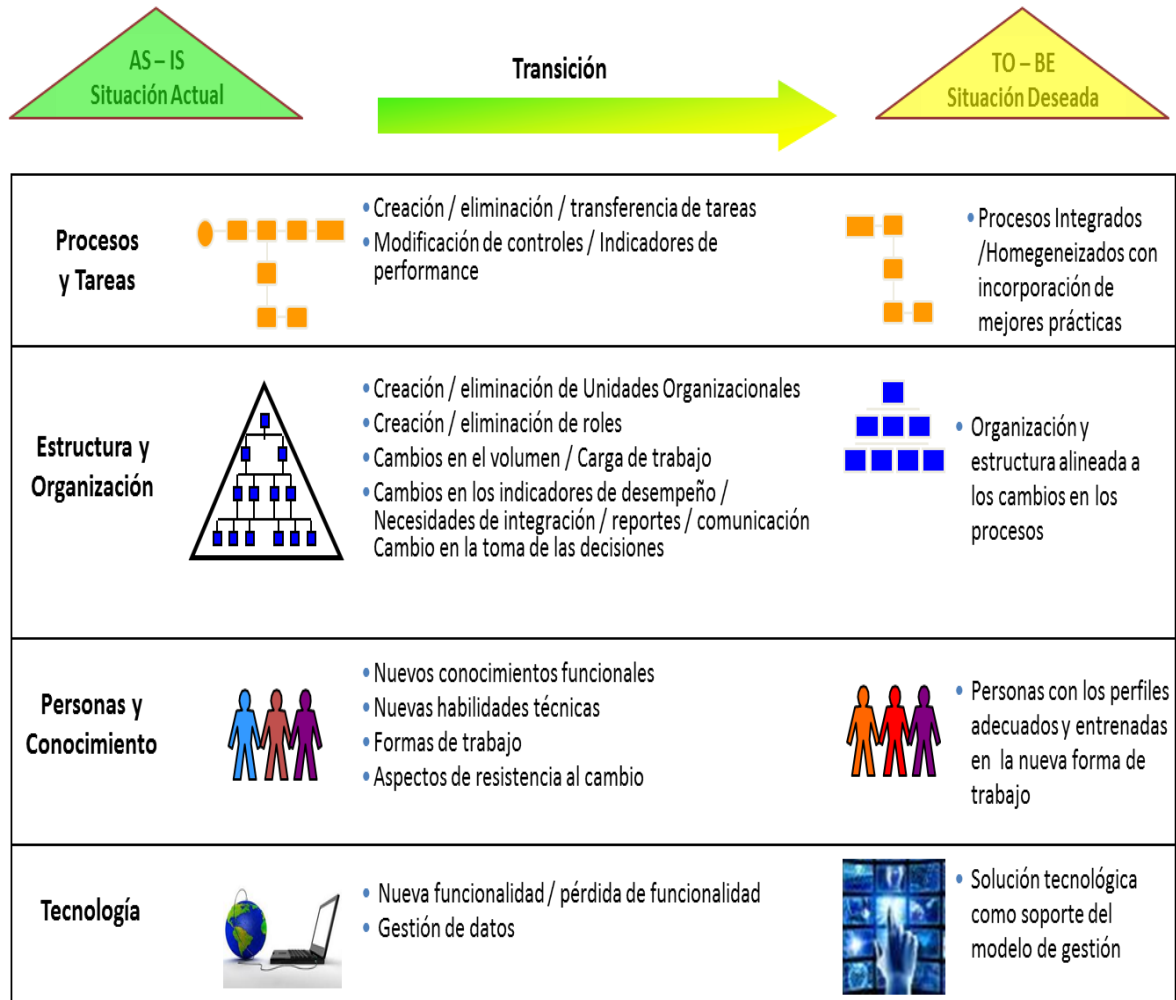 AS – IS
Situación Actual
Transición
TO – BE
Situación Deseada
Procesos
y Tareas
• Creación / eliminación / transferencia de tareas
• Modificación de controles / Indicadores de
performance
• Procesos Integrados
/Homegeneizados con
incorporación de
mejores prácticas
Estructura y
Organización
• Creación / eliminación de Unidades Organizacionales
• Creación / eliminación de roles
• Cambios en el volumen / Carga de trabajo
• Cambios en los indicadores de desempeño /
Necesidades de integración / reportes / comunicación
Cambio en la toma de las decisiones
• Organización y
estructura alineada a
los cambios en los
procesos
Personas y
Conocimiento
• Nuevos conocimientos funcionales
• Nuevas habilidades técnicas
• Formas de trabajo
• Aspectos de resistencia al cambio
• Personas con los perfiles
adecuados y entrenadas
en la nueva forma de
trabajo
Tecnología
• Nueva funcionalidad / pérdida de funcionalidad
• Gestión de datos
• Solución tecnológica
como soporte del
modelo de gestión